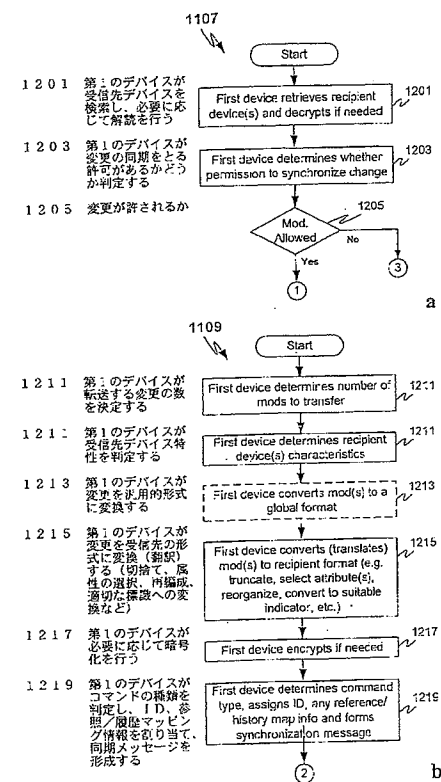 1107
Start
1201 第1のデバイスが
受信先デバイスを
検索し、必要に応
じて解読を行う
First device retrieves recipient
device(s) and decrypts if needed
1201
1203 第1のデバイスが
変更の同期をとる
許可があるかどう
か判定する
First device determines whether
permission to synchronize change
1203
1205 変更が許されるか
1205
Mod.
Allowed
No
Yes
3
1
a
1109
Start
1211 第1のデバイスが
転送する変更の数
を決定する
First device determines number of
mods to transfer
1211
1211 第1のデバイスが
受信先デバイス特
性を判定する
First device determines recipient
device(s) characteristics
1211
1213 第1のデバイスが
変更を汎用的形式
に変換する
First device converts mod(s) to a
global format
1213
1215 第1のデバイスが
変更を受信先の形
式に変換(翻訳)
する(切捨て、属
性の選択、再編成、
適切な標識への変
換など)
First device converts (translates)
mod(s) to recipient format (e.g.
truncate, select attribute(s),
reorganize, convert to suitable
indicator, etc.)
1215
1217 第1のデバイスが
必要に応じて暗号
化を行う
First device encrypts if needed
1217
1219 第1のデバイスが
コマンドの種類を
判定し、ID、参
照/履歴マッピン
グ情報を割り当て、
同期メッセージを
形成する
First device determines command
type, assigns ID, any reference/
history map info and forms
synchronization message
1219
2
b